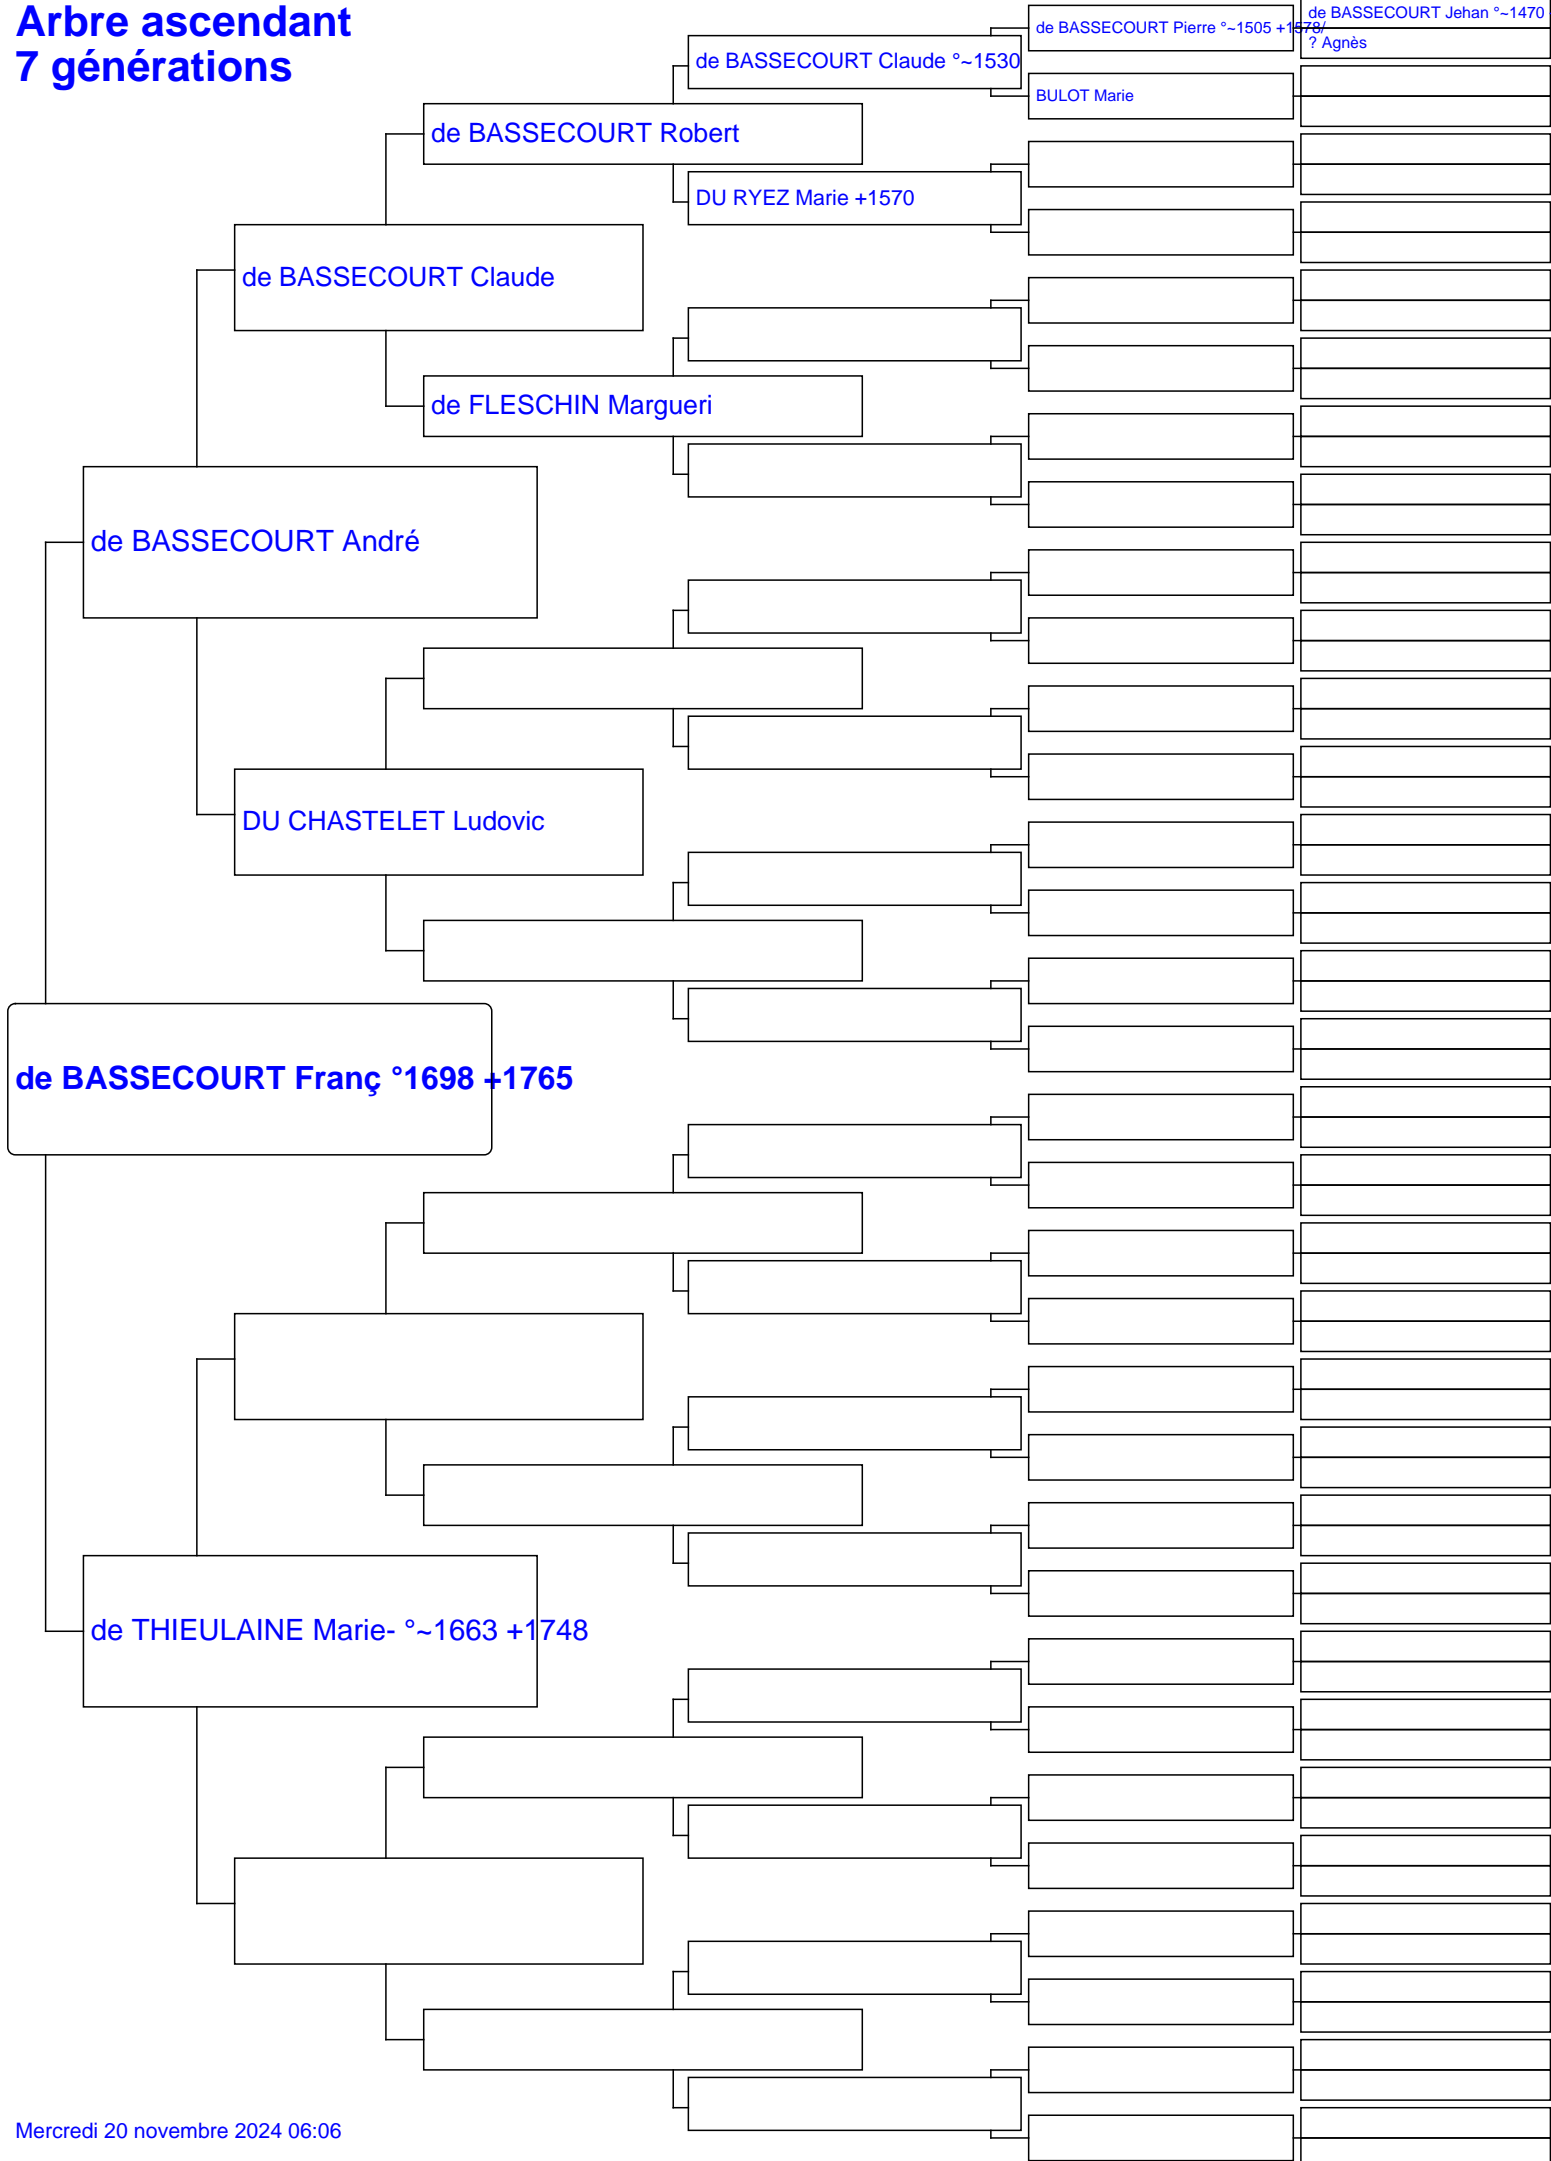 Arbre ascendant
7 générations
de BASSECOURT Jehan °~1470
de BASSECOURT Pierre °~1505 +1578/
? Agnès
de BASSECOURT Claude °~1530
BULOT Marie
de BASSECOURT Robert
DU RYEZ Marie +1570
de BASSECOURT Claude
de FLESCHIN Margueri
de BASSECOURT André
DU CHASTELET Ludovic
de BASSECOURT Franç °1698 +1765
de THIEULAINE Marie- °~1663 +1748
Mercredi 20 novembre 2024 06:06